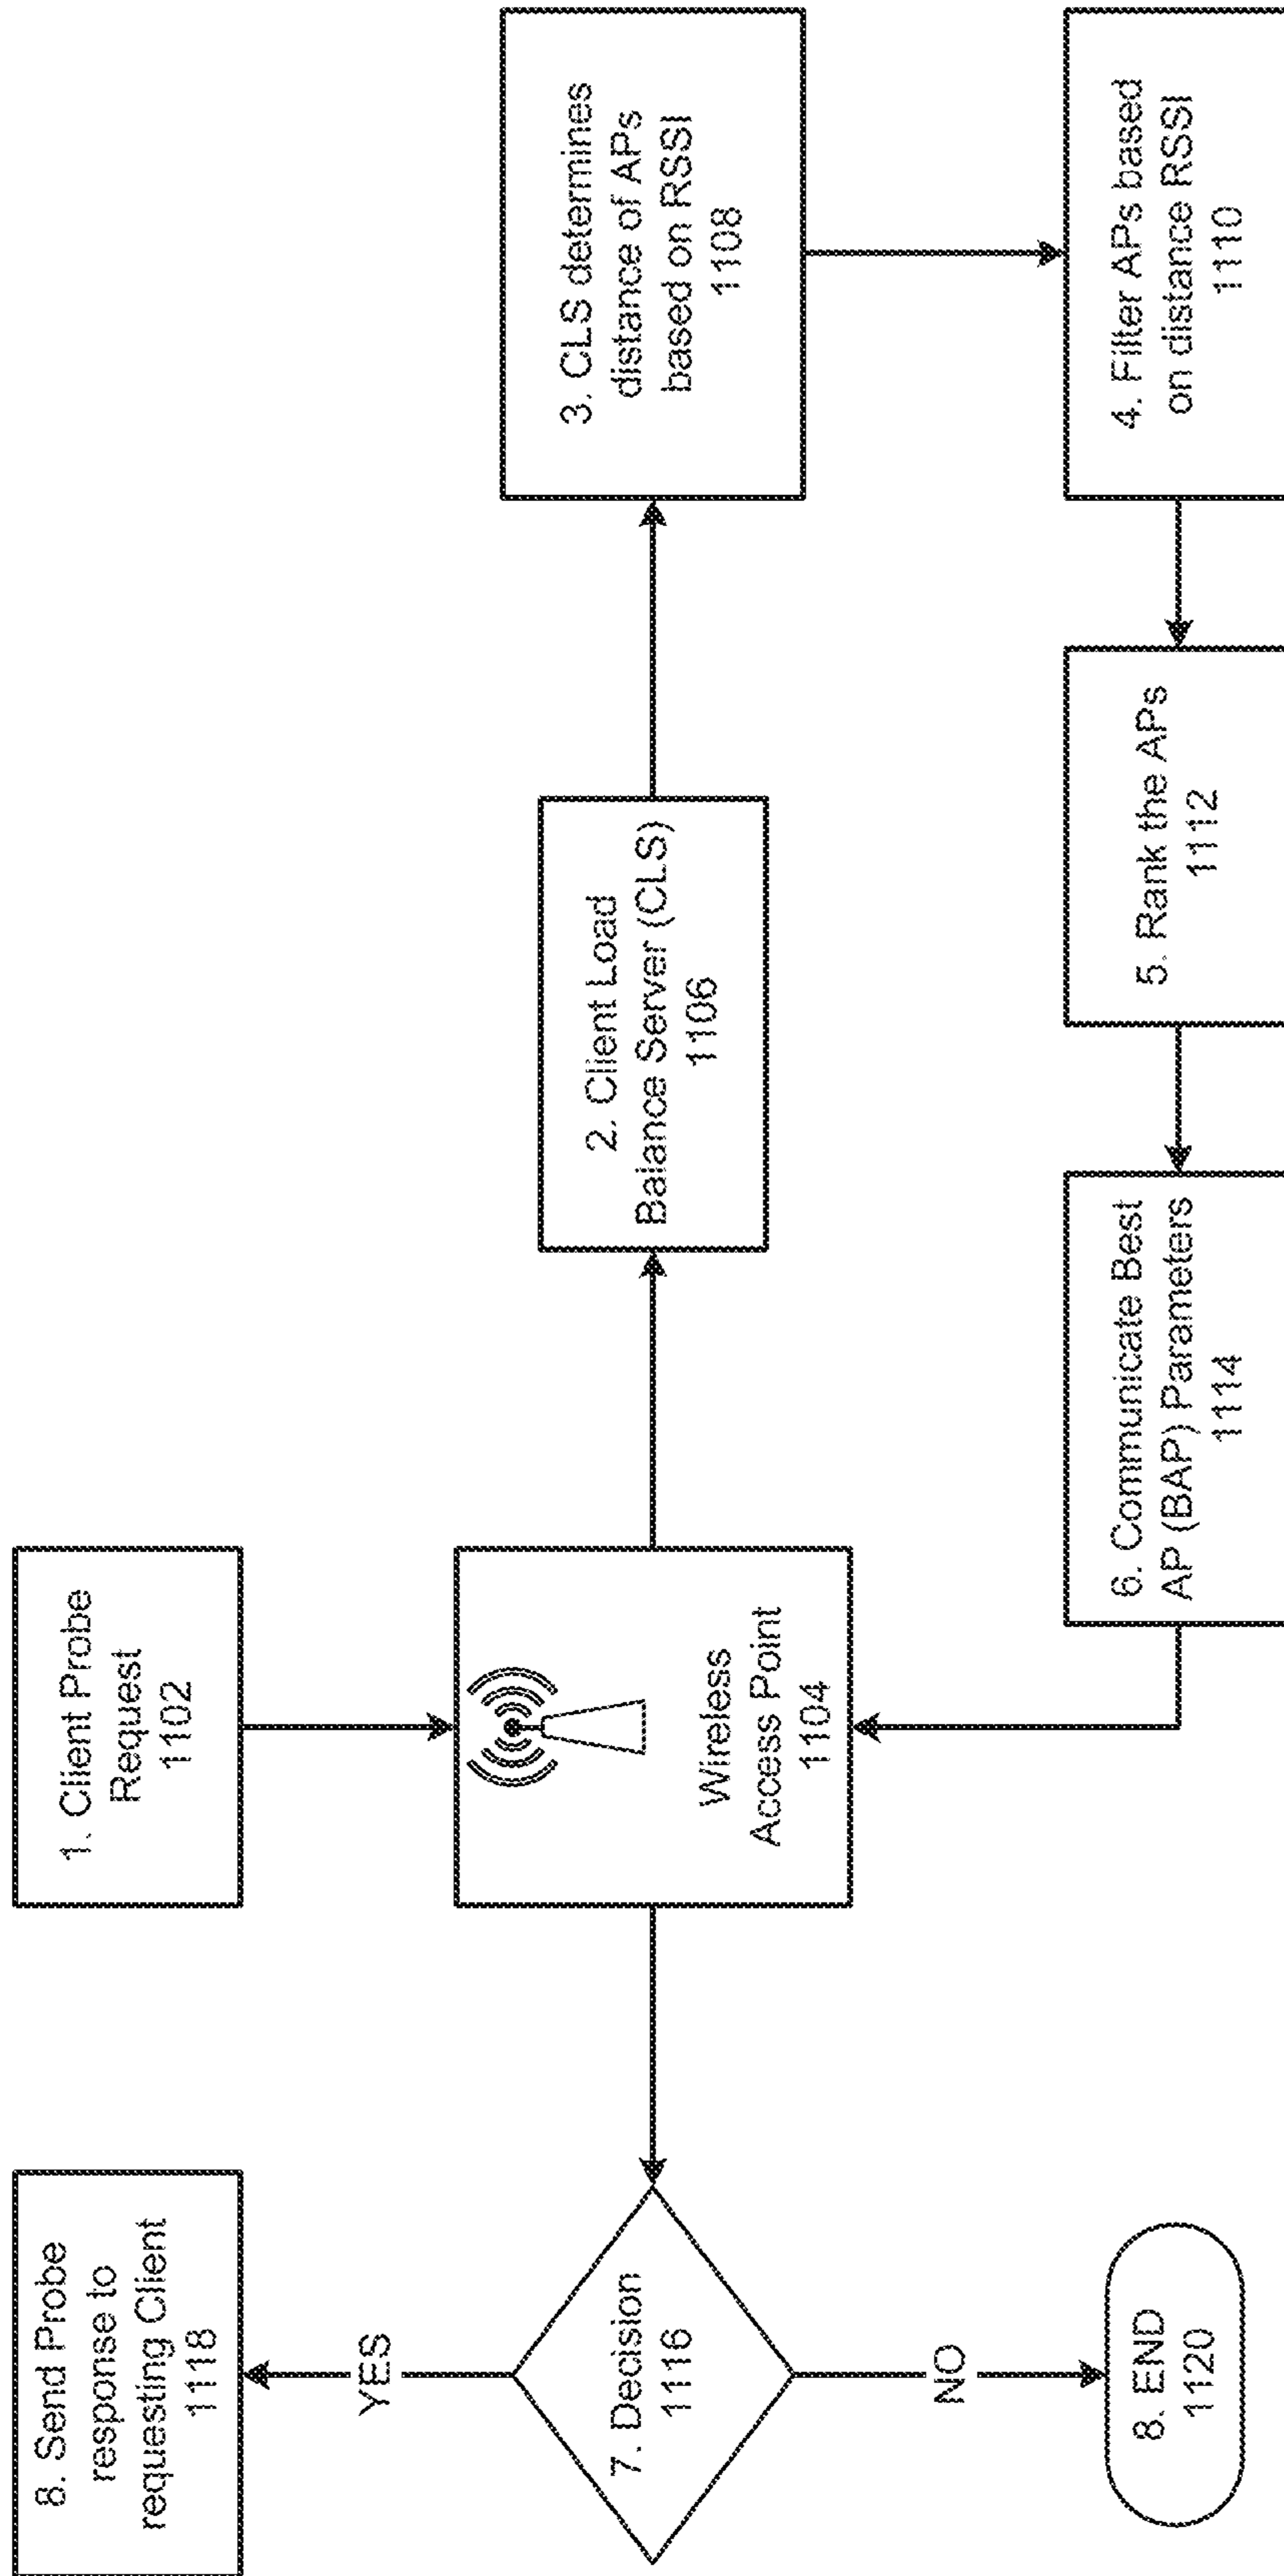 1. Client Probe
Request
1102
Wireless
Access Point
1104
2. Client Load
Balance Server (CLS)
1106
3. CLS determines
distance of APs
based on RSSI
1108
4. Filter APs based
on distance RSSI
1110
5. Rank the APs
1112
6. Communicate Best
AP (BAP) Parameters
1114
7. Decision
1116
YES
8. Send Probe
response to
requesting Client
1118
NO
8. END
1120